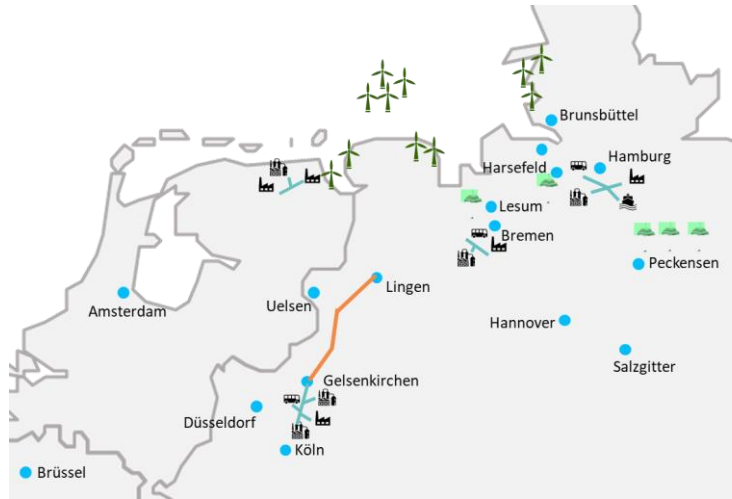 Brunsbüttel
Harsefeld
Hamburg
Lesum
Bremen
Peckensen
Amsterdam
Uelsen
Lingen
Hannover
Salzgitter
Gelsenkirchen
Düsseldorf
Köln
Brüssel